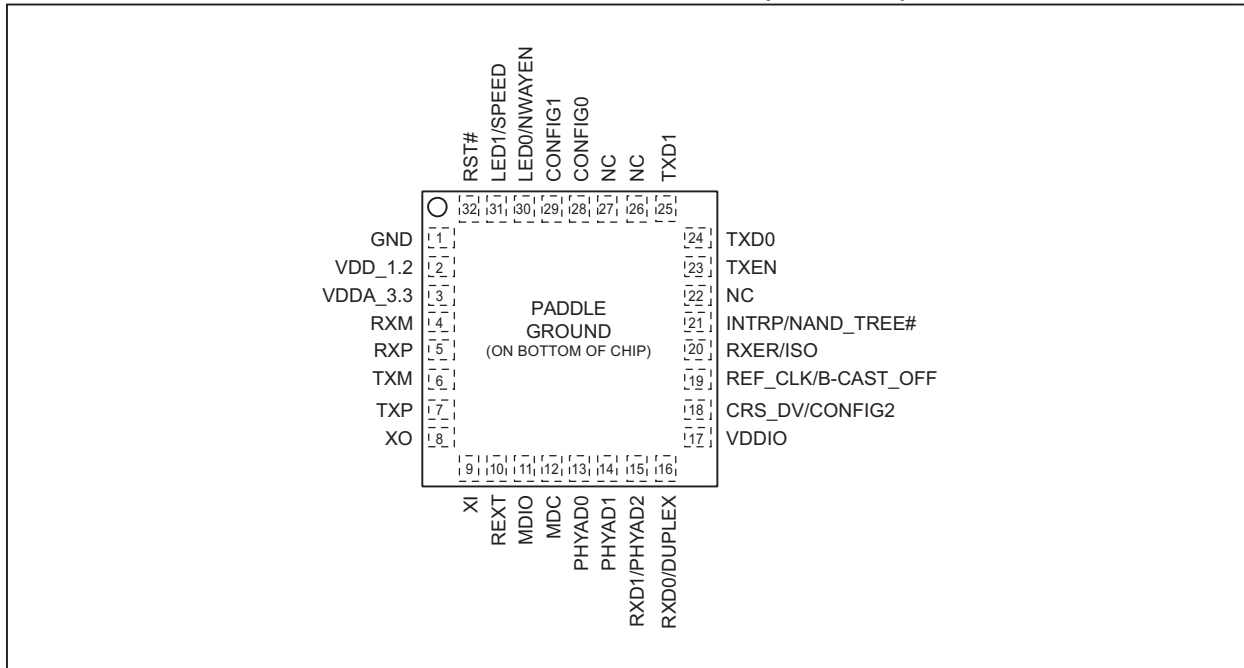 RST#
LED1/SPEED
LED0/NWAYEN
CONFIG1
CONFIG0
NC
NC
TXD1
32
31
30
29
28
27
26
25
GND 1
VDD_1.2 2
VDDA_3.3 3
RXM 4
RXP 5
TXM 6
TXP 7
XO 8
PADDLE
GROUND
(ON BOTTOM OF CHIP)
24 TXD0
23 TXEN
22 NC
21 INTRP/NAND_TREE#
20 RXER/ISO
19 REF_CLK/B-CAST_OFF
18 CRS_DV/CONFIG2
17 VDDIO
9
10
11
12
13
14
15
16
XI
REXT
MDIO
MDC
PHYAD0
PHYAD1
RXD1/PHYAD2
RXD0/DUPLEX